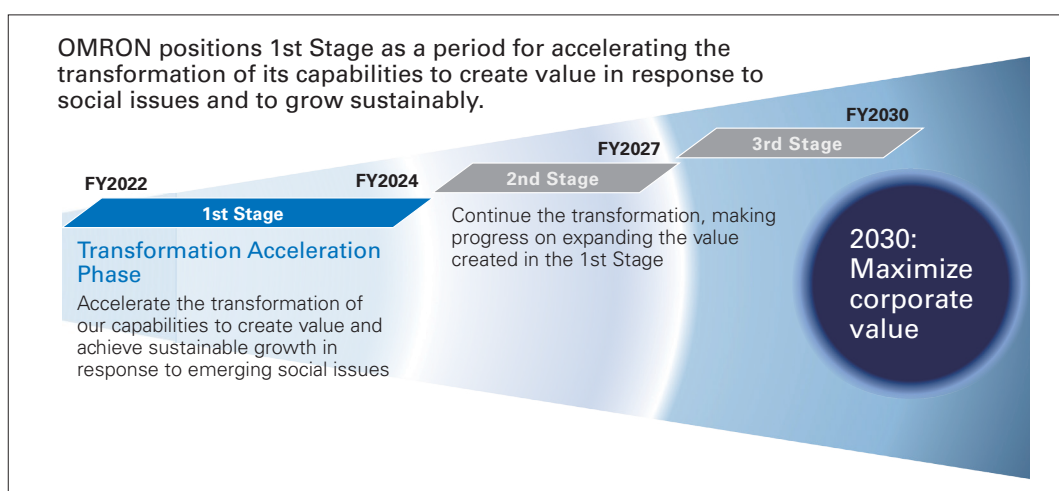 OMRON positions 1st Stage as a period for accelerating the
transformation of its capabilities to create value in response to
social issues and to grow sustainably.
FY2022
FY2024
1st Stage
Transformation Acceleration
Phase
Accelerate the transformation of
our capabilities to create value and
achieve sustainable growth in
response to emerging social issues
FY2027
2nd Stage
Continue the transformation, making
progress on expanding the value
created in the 1st Stage
FY2030
3rd Stage
2030:
Maximize
corporate
value